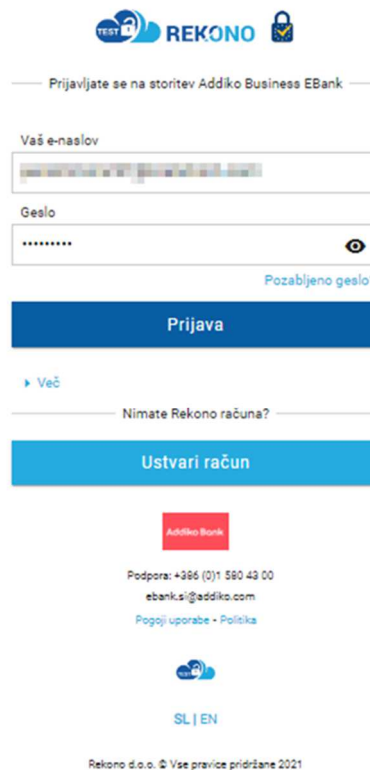 TEST REKONO
Prijavljate se na storitev Addiko Business EBank
Vaš e-naslov
Geslo
•••••••••
Pozabljeno geslo
Prijava
Več
Nimate Rekono računa?
Ustvari račun
Addiko Bank
Podpora: +386 (0)1 580 43 00
ebank.si@addiko.com
Pogoji uporabe - Politika
TEST
SL | EN
Rekono d.o.o. © Vse pravice pridržane 2021